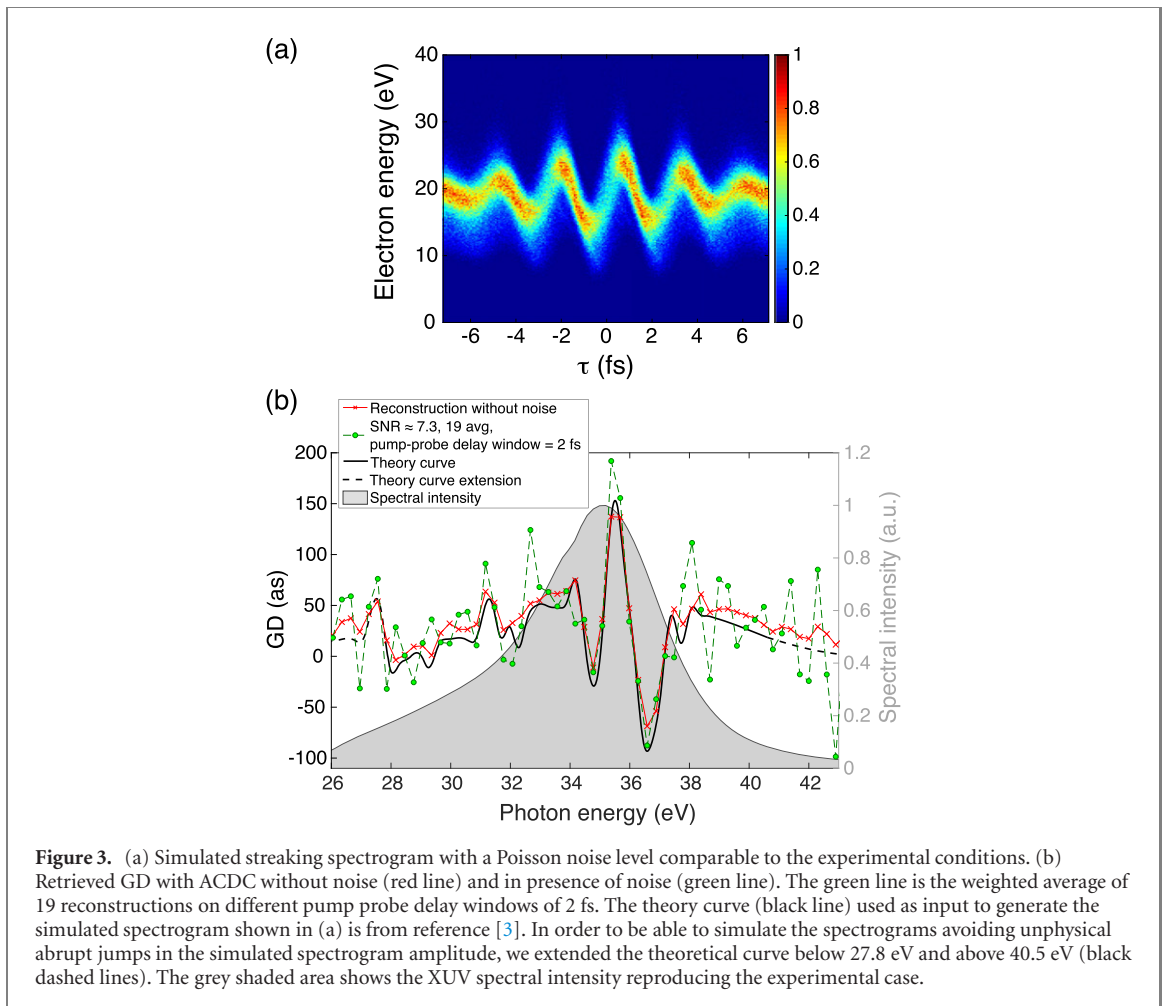 (a)
40
30
20
10
0
Electron energy (eV)
-6 -4 -2 0 2 4 6
τ (fs)
1
0.8
0.6
0.4
0.2
0
(b)
Reconstruction without noise
SNR ≈ 7.3, 19 avg,
pump-probe delay window = 2 fs
Theory curve
Theory curve extension
Spectral intensity
200
150
100
50
0
-50
-100
GD (as)
1.2
1
0.8
0.6
0.4
0.2
0
Spectral intensity (a.u.)
26 28 30 32 34 36 38 40 42
Photon energy (eV)
Figure 3. (a) Simulated streaking spectrogram with a Poisson noise level comparable to the experimental conditions. (b)
Retrieved GD with ACDC without noise (red line) and in presence of noise (green line). The green line is the weighted average of
19 reconstructions on different pump probe delay windows of 2 fs. The theory curve (black line) used as input to generate the
simulated spectrogram shown in (a) is from reference [3]. In order to be able to simulate the spectrograms avoiding unphysical
abrupt jumps in the simulated spectrogram amplitude, we extended the theoretical curve below 27.8 eV and above 40.5 eV (black
dashed lines). The grey shaded area shows the XUV spectral intensity reproducing the experimental case.